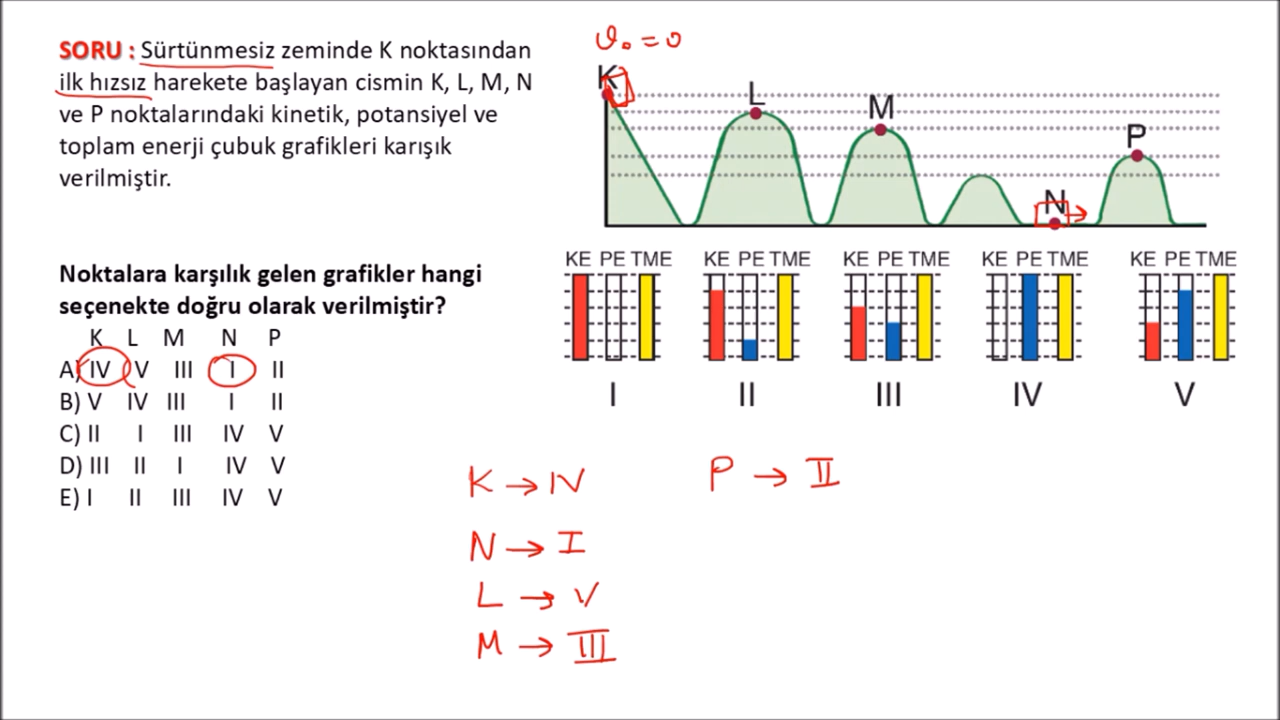 SORU : Sürtünmesiz zeminde K noktasından
ilk hızsız harekete başlayan cismin K, L, M, N
ve P noktalarındaki kinetik, potansiyel ve
toplam enerji çubuk grafikleri karışık
verilmiştir.
Noktalara karşılık gelen grafikler hangi
seçenekte doğru olarak verilmiştir?
K L M N P
A) IV V III I II
B) V IV III I II
C) II I III IV V
D) III II I IV V
E) I II III IV V
ϑ₀ = 0
K
L
M
N
P
KE PE TME KE PE TME KE PE TME KE PE TME KE PE TME
I II III IV V
K → IV
N → I
L → V
M → III
P → II